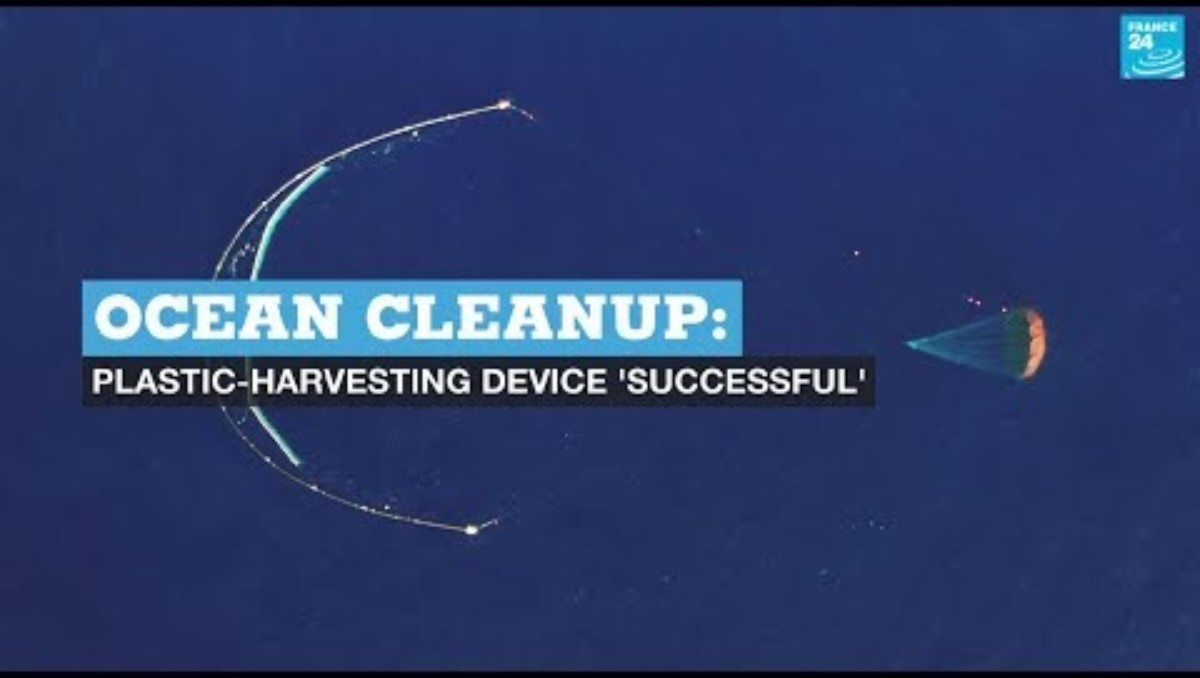 FRANCE
24
OCEAN CLEANUP:
PLASTIC-HARVESTING DEVICE 'SUCCESSFUL'